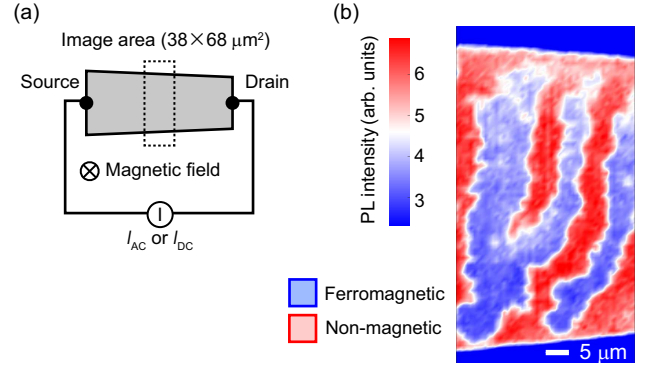 (a)
Image area (38×68 μm²)
Source
Drain
Magnetic field
I
I_AC or I_DC
Ferromagnetic
Non-magnetic
(b)
PL intensity (arb. units)
6
5
4
3
5 μm